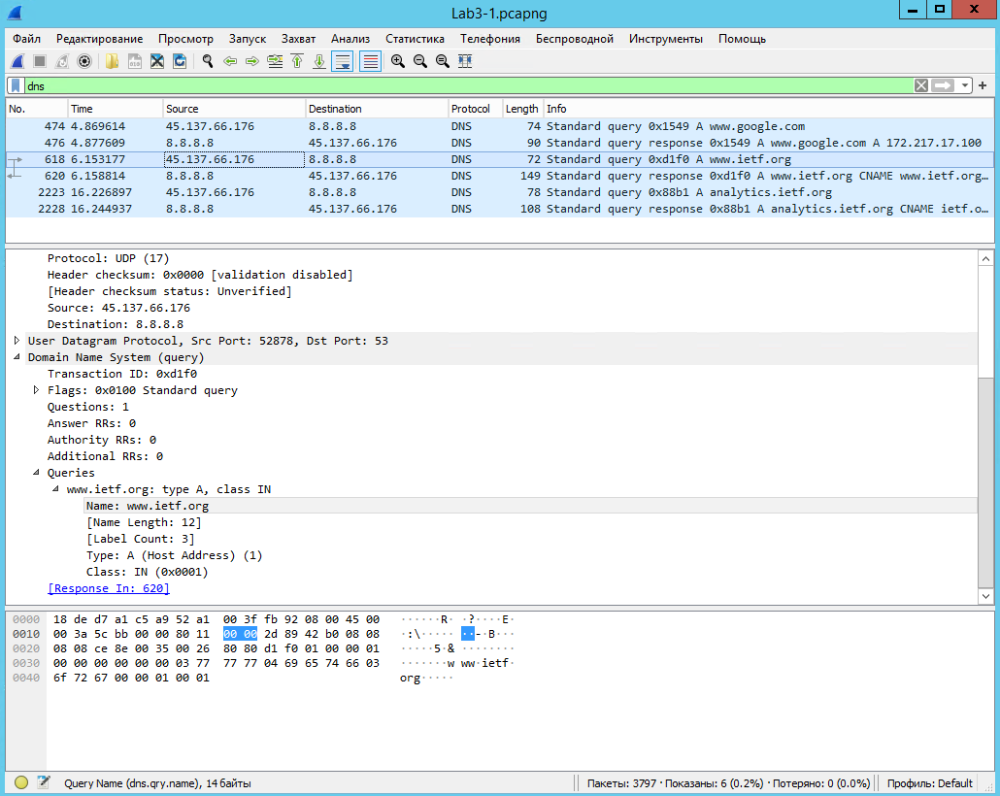 Lab3-1.pcapng
Файл Редактирование Просмотр Запуск Захват Анализ Статистика Телефония Беспроводной Инструменты Помощь
dns
No. Time Source Destination Protocol Length Info
474 4.869614 45.137.66.176 8.8.8.8 DNS 74 Standard query 0x1549 A www.google.com
476 4.877609 8.8.8.8 45.137.66.176 DNS 90 Standard query response 0x1549 A www.google.com A 172.217.17.100
618 6.153177 45.137.66.176 8.8.8.8 DNS 72 Standard query 0xd1f0 A www.ietf.org
620 6.158814 8.8.8.8 45.137.66.176 DNS 149 Standard query response 0xd1f0 A www.ietf.org CNAME www.ietf.org…
2223 16.226897 45.137.66.176 8.8.8.8 DNS 78 Standard query 0x88b1 A analytics.ietf.org
2228 16.244937 8.8.8.8 45.137.66.176 DNS 108 Standard query response 0x88b1 A analytics.ietf.org CNAME ietf.o…
Protocol: UDP (17)
Header checksum: 0x0000 [validation disabled]
[Header checksum status: Unverified]
Source: 45.137.66.176
Destination: 8.8.8.8
User Datagram Protocol, Src Port: 52878, Dst Port: 53
Domain Name System (query)
Transaction ID: 0xd1f0
Flags: 0x0100 Standard query
Questions: 1
Answer RRs: 0
Authority RRs: 0
Additional RRs: 0
Queries
www.ietf.org: type A, class IN
Name: www.ietf.org
[Name Length: 12]
[Label Count: 3]
Type: A (Host Address) (1)
Class: IN (0x0001)
[Response In: 620]
0000 18 de d7 a1 c5 a9 52 a1 00 3f fb 92 08 00 45 00 ······R· ·?····E·
0010 00 3a 5c bb 00 00 80 11 00 00 2d 89 42 b0 08 08 ·:\····· ··-·B···
0020 08 08 ce 8e 00 35 00 26 80 80 d1 f0 01 00 00 01 ·····5·& ········
0030 00 00 00 00 00 00 03 77 77 77 04 69 65 74 66 03 ·······w ww·ietf·
0040 6f 72 67 00 00 01 00 01 org·····
Query Name (dns.qry.name), 14 байты Пакеты: 3797 · Показаны: 6 (0.2%) · Потеряно: 0 (0.0%) Профиль: Default